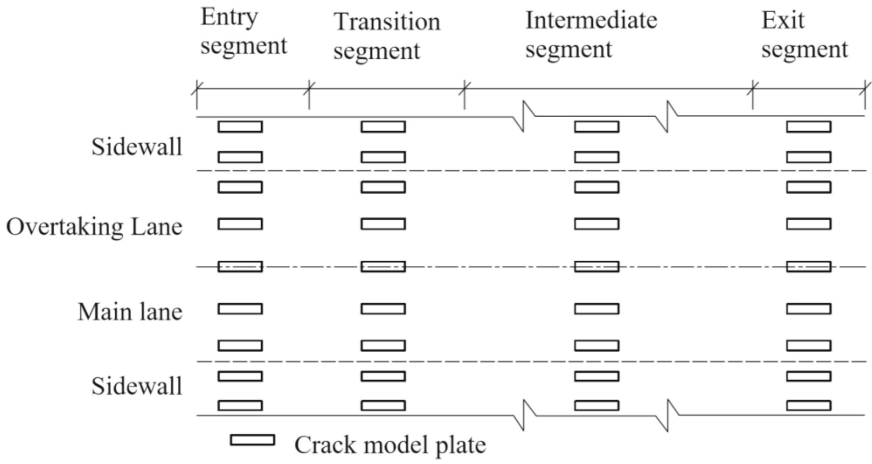 Entry
segment
Transition
segment
Intermediate
segment
Exit
segment
Sidewall
Overtaking Lane
Main lane
Sidewall
Crack model plate